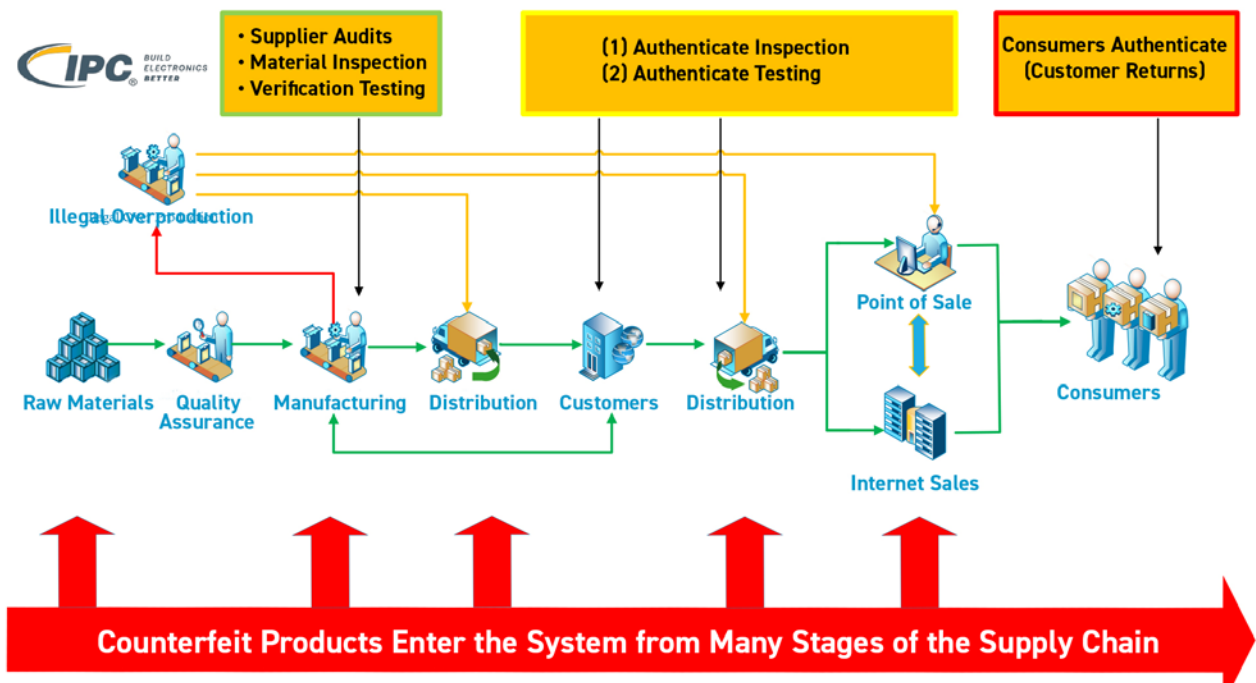 IPC®
BUILD
ELECTRONICS
BETTER
• Supplier Audits
• Material Inspection
• Verification Testing
(1) Authenticate Inspection
(2) Authenticate Testing
Consumers Authenticate
(Customer Returns)
Illegal Overproduction
Point of Sale
Raw Materials
Quality
Assurance
Manufacturing
Distribution
Customers
Distribution
Consumers
Internet Sales
Counterfeit Products Enter the System from Many Stages of the Supply Chain